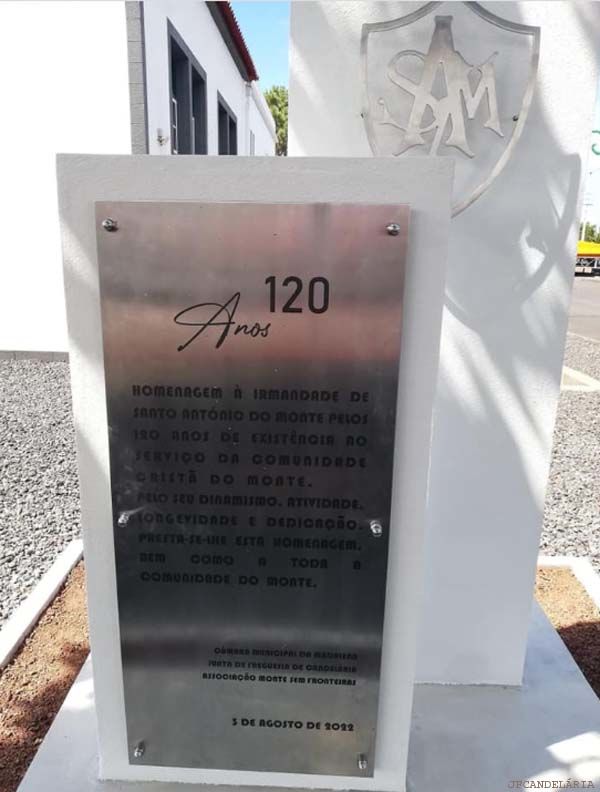 SAM
120
Anos
HOMENAGEM À IRMANDADE DE
SANTO ANTÓNIO DO MONTE PELOS
120 ANOS DE EXISTÊNCIA AO
SERVIÇO DA COMUNIDADE
CRISTÃ DO MONTE.
PELO SEU DINAMISMO, ATIVIDADE,
LONGEVIDADE E DEDICAÇÃO,
PRESTA-SE-LHE ESTA HOMENAGEM,
BEM COMO A TODA A
COMUNIDADE DO MONTE.
CÂMARA MUNICIPAL DA MADALENA
JUNTA DE FREGUESIA DE CANDELÁRIA
ASSOCIAÇÃO MONTE SEM FRONTEIRAS
3 DE AGOSTO DE 2022
JFCANDELÁRIA